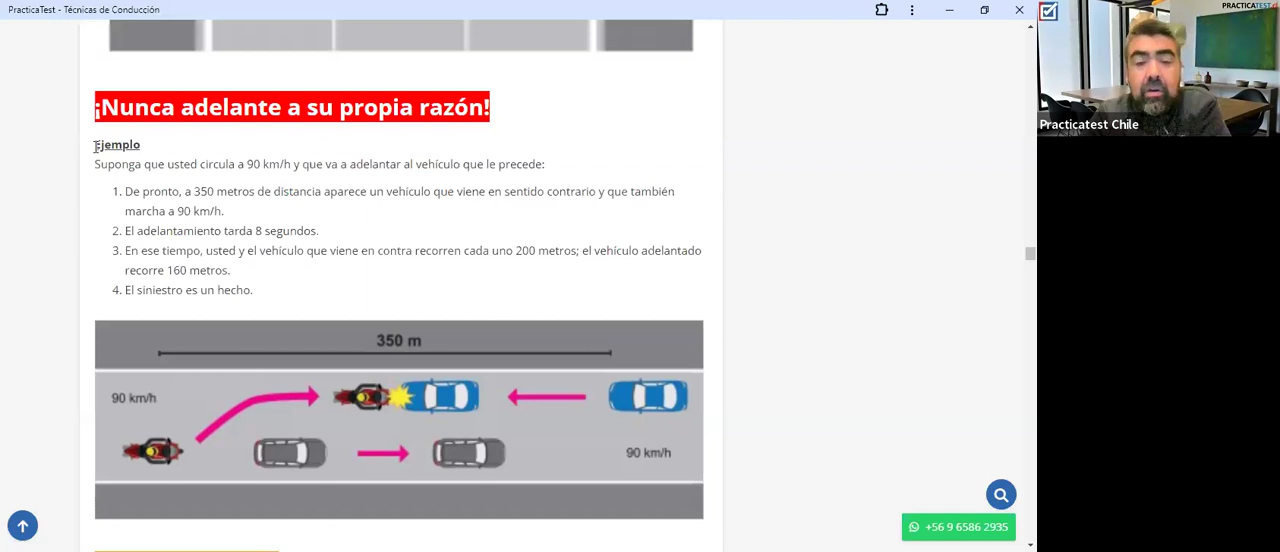 PracticaTest - Técnicas de Conducción
PRACTICATEST.cl
Practicatest Chile
¡Nunca adelante a su propia razón!
Ejemplo
Suponga que usted circula a 90 km/h y que va a adelantar al vehículo que le precede:
1. De pronto, a 350 metros de distancia aparece un vehículo que viene en sentido contrario y que también
marcha a 90 km/h.
2. El adelantamiento tarda 8 segundos.
3. En ese tiempo, usted y el vehículo que viene en contra recorren cada uno 200 metros; el vehículo adelantado
recorre 160 metros.
4. El siniestro es un hecho.
350 m
90 km/h
90 km/h
+56 9 6586 2935